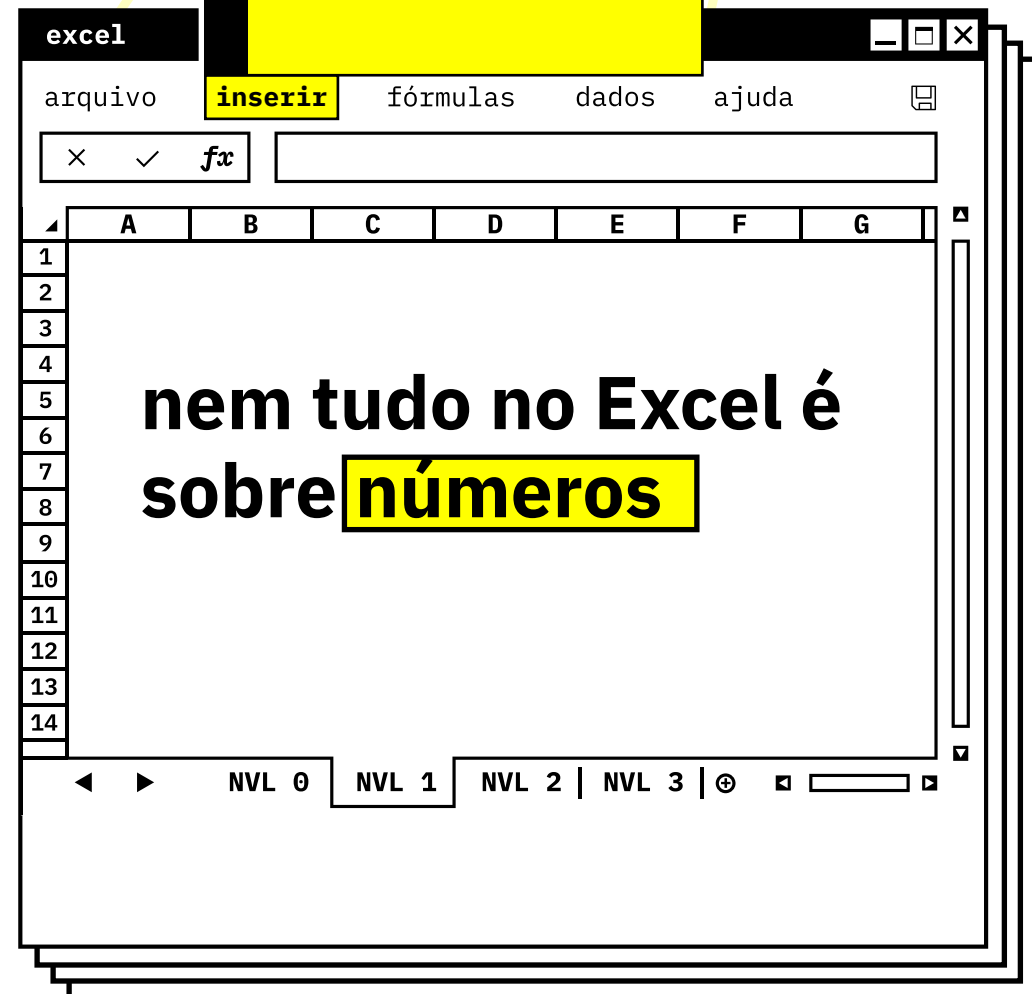 excel
arquivo inserir fórmulas dados ajuda
fx
A B C D E F G
1
2
3
4
5
6
7
8
9
10
11
12
13
14
nem tudo no Excel é
sobre números
NVL 0 NVL 1 NVL 2 NVL 3